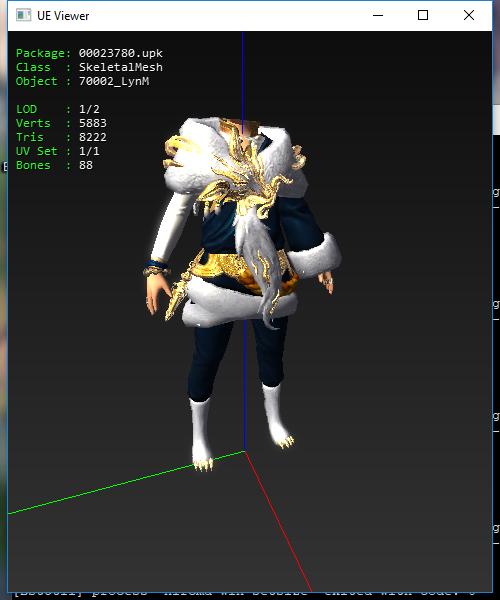 UE Viewer
Package: 00023780.upk
Class : SkeletalMesh
Object : 70002_LynM
LOD : 1/2
Verts : 5883
Tris : 8222
UV Set : 1/1
Bones : 88